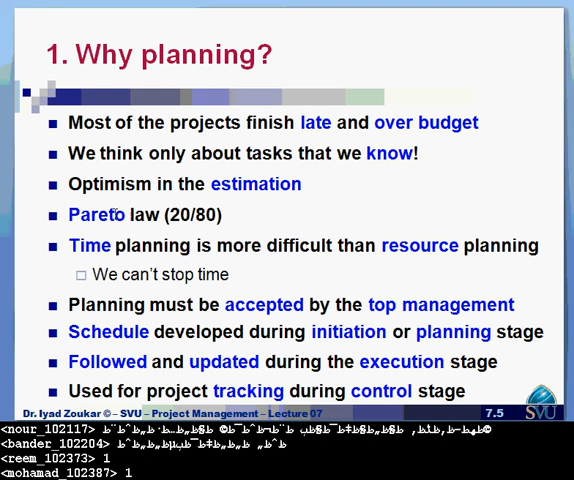 1. Why planning?
Most of the projects finish late and over budget
We think only about tasks that we know!
Optimism in the estimation
Pareto law (20/80)
Time planning is more difficult than resource planning
We can't stop time
Planning must be accepted by the top management
Schedule developed during initiation or planning stage
Followed and updated during the execution stage
Used for project tracking during control stage
Dr. Iyad Zoukar © – SVU – Project Management – Lecture 07 7.5 SVU
<nour_102117>
<bander_102204>
<reem_102373> 1
<mohamad_102387> 1